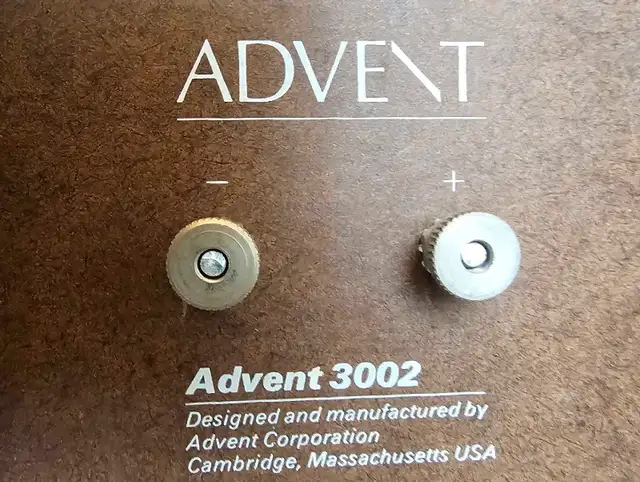 ADVENT
− +
Advent 3002
Designed and manufactured by
Advent Corporation
Cambridge, Massachusetts USA